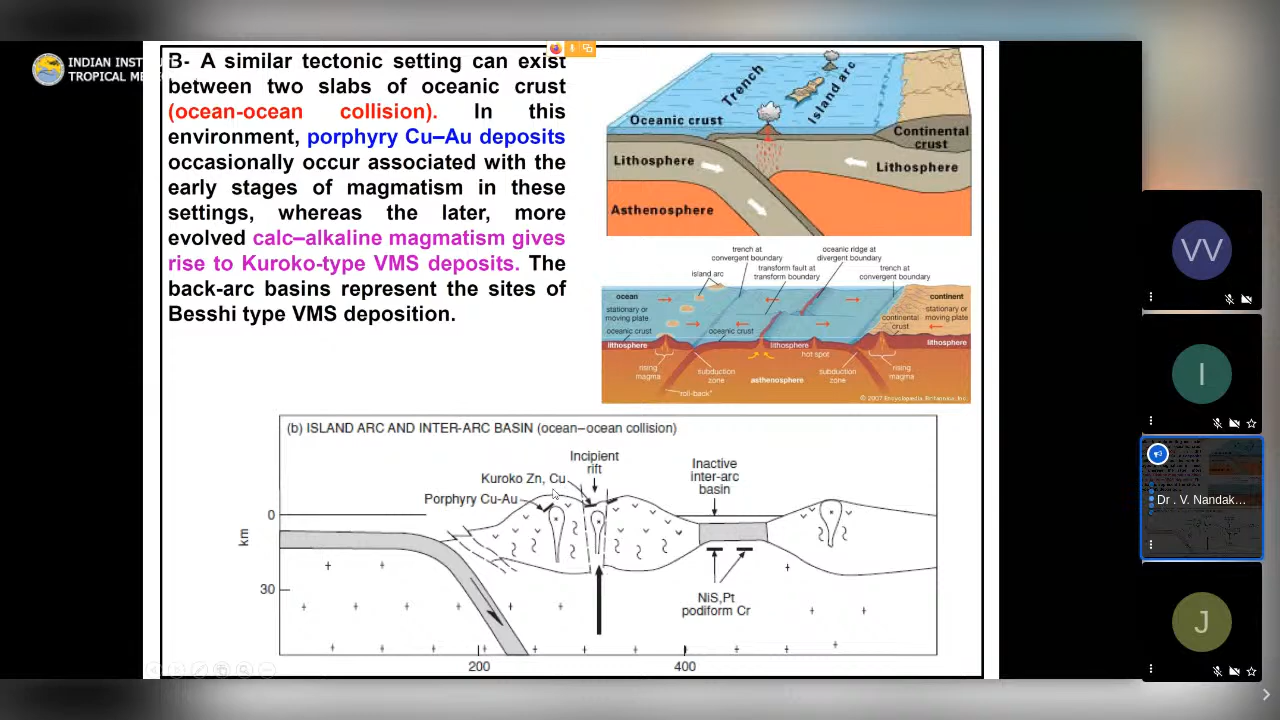 INDIAN INST
TROPICAL ME
B- A similar tectonic setting can exist
between two slabs of oceanic crust
(ocean-ocean collision). In this
environment, porphyry Cu–Au deposits
occasionally occur associated with the
early stages of magmatism in these
settings, whereas the later, more
evolved calc–alkaline magmatism gives
rise to Kuroko-type VMS deposits. The
beck-arc basins represent the sites of
Besshi type VMS deposition.
Trench
Island arc
Oceanic crust
Continental
crust
Lithosphere
Lithosphere
Asthenosphere
trench at
convergent boundary
oceanic ridge at
divergent boundary
island arc
transform fault at
transform boundary
trench at
convergent boundary
ocean
continent
stationary or
moving plate
stationary or
moving plate
continental
crust
oceanic crust
oceanic crust
lithosphere
lithosphere
lithosphere
hot spot
rising
magma
subduction
zone
asthenosphere
subduction
zone
rising
magma
"roll-back"
© 2007 Encyclopædia Britannica, Inc.
(b) ISLAND ARC AND INTER-ARC BASIN (ocean–ocean collision)
Incipient
rift
Kuroko Zn, Cu
Porphyry Cu-Au
Inactive
inter-arc
basin
0
km
30
NiS,Pt
podiform Cr
200
400
VV
I
Dr . V. Nandak...
J